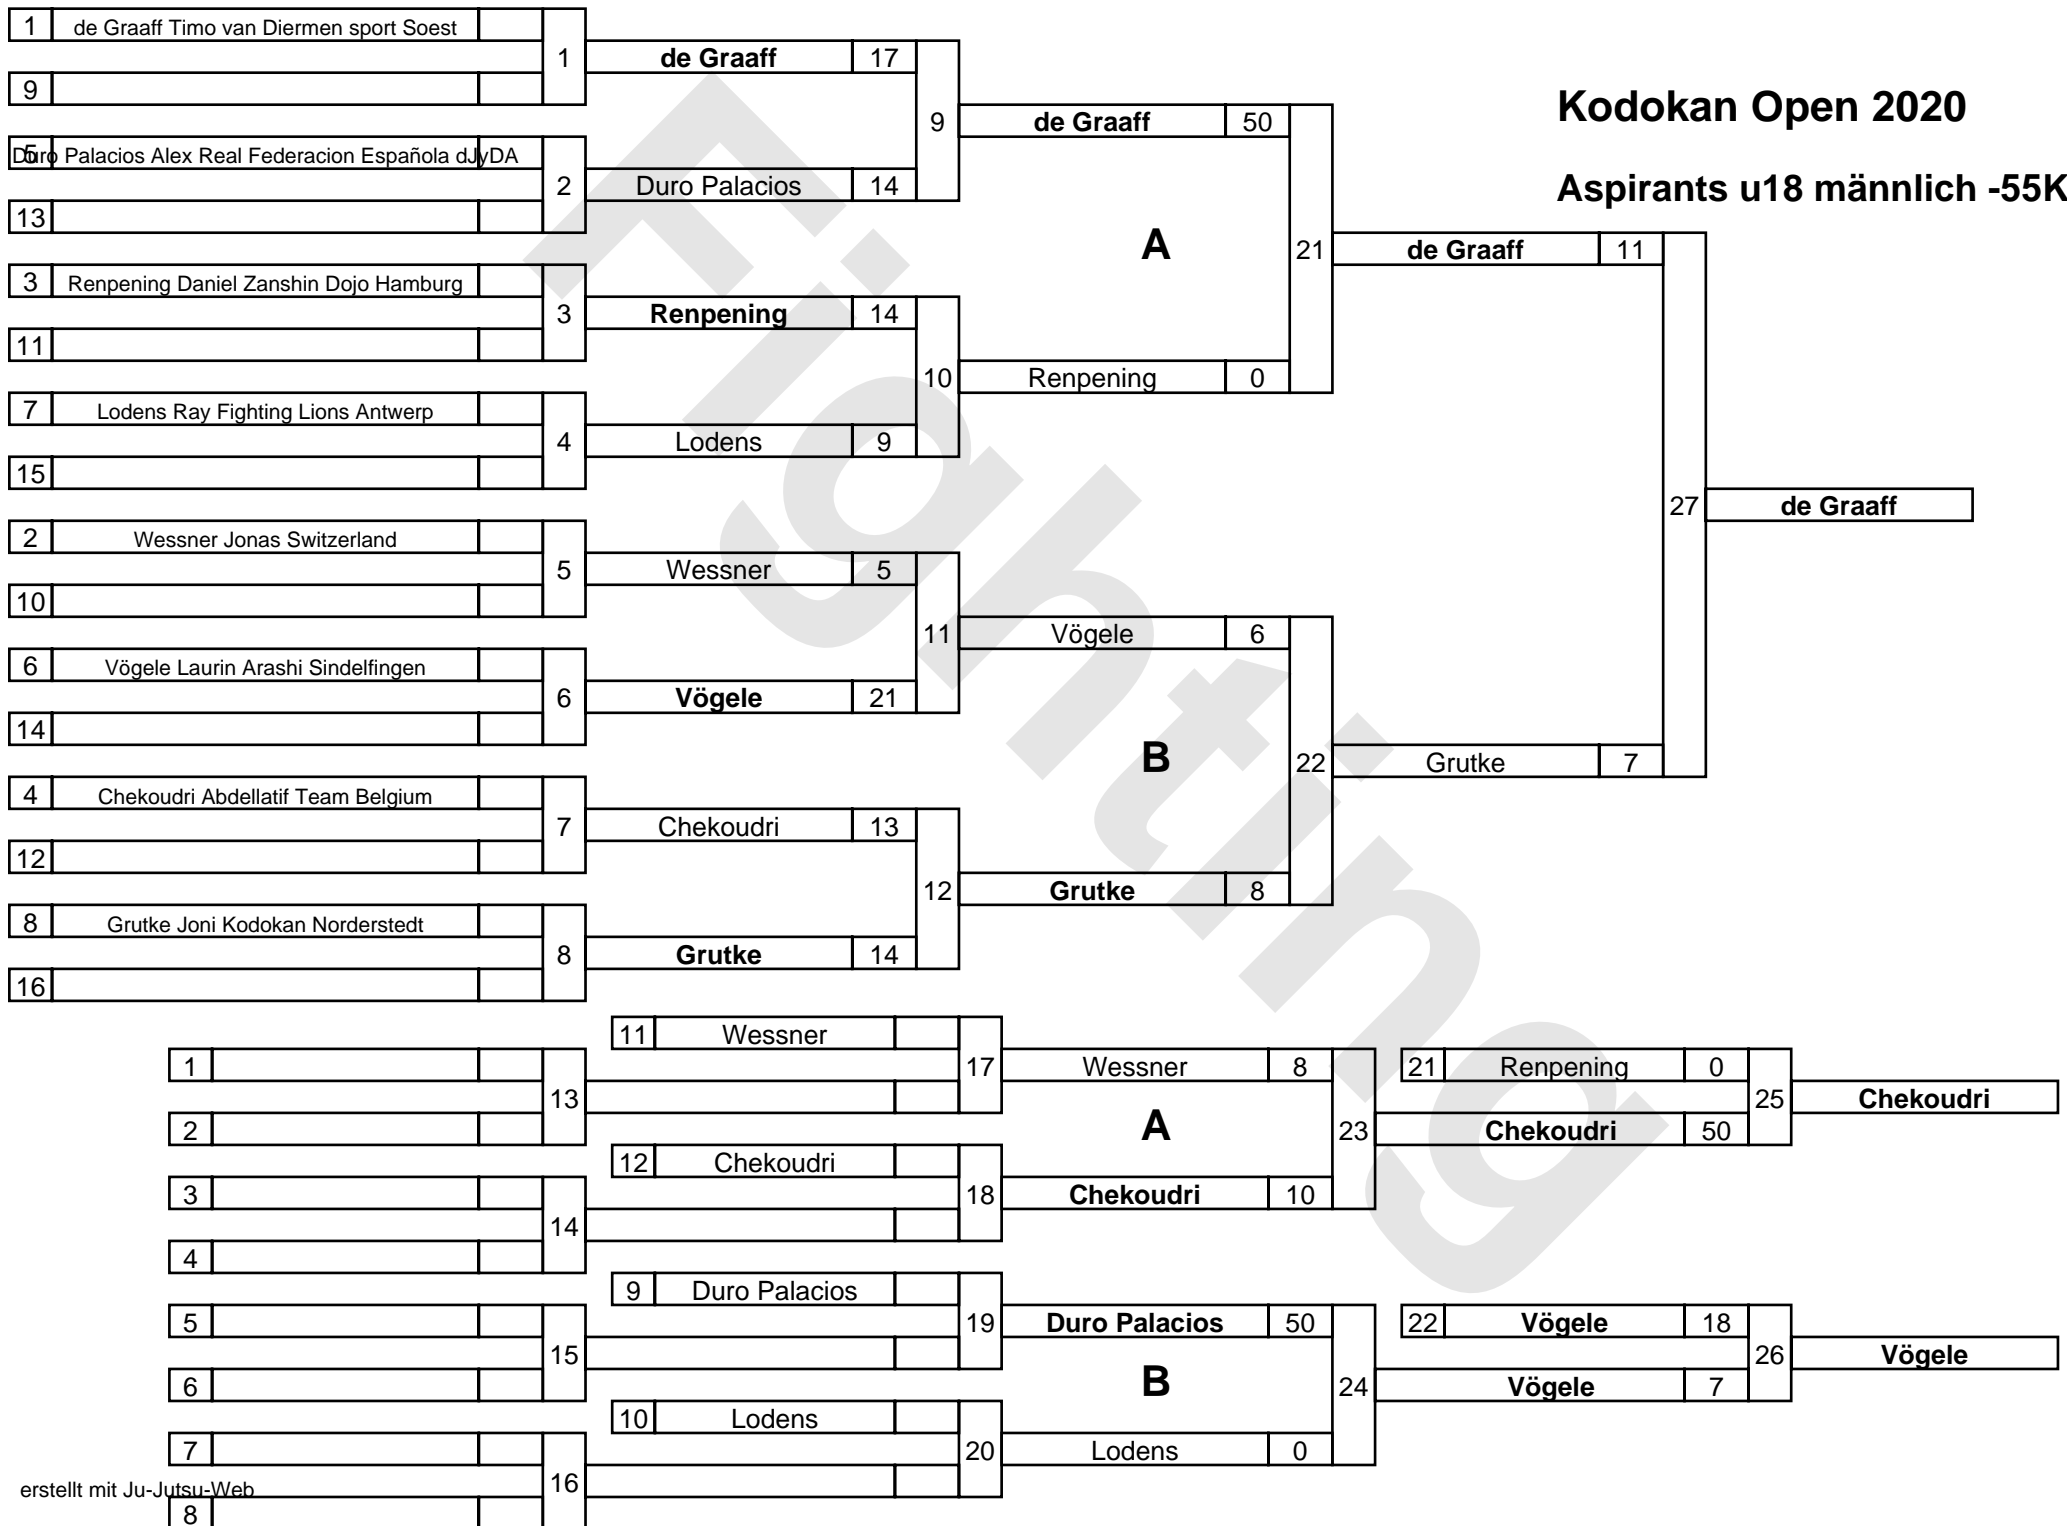 Kodokan Open 2020
Aspirants u18 männlich -55K
1 de Graaff Timo van Diermen sport Soest
9
1
5 Duro Palacios Alex Real Federacion Española dJyDA
13
2
3 Renpening Daniel Zanshin Dojo Hamburg
11
3
7 Lodens Ray Fighting Lions Antwerp
15
4
2 Wessner Jonas Switzerland
10
5
6 Vögele Laurin Arashi Sindelfingen
14
6
4 Chekoudri Abdellatif Team Belgium
12
7
8 Grutke Joni Kodokan Norderstedt
16
8
de Graaff 17
9
Duro Palacios 14
Renpening 14
10
Lodens 9
Wessner 5
11
Vögele 21
Chekoudri 13
12
Grutke 14
de Graaff 50
A
21
Renpening 0
Vögele 6
B
22
Grutke 8
de Graaff 11
27
Grutke 7
de Graaff
1
13
2
3
14
4
5
15
6
7
16
8
11 Wessner
17
12 Chekoudri
18
9 Duro Palacios
19
10 Lodens
20
Wessner 8
A
23
Chekoudri 10
Duro Palacios 50
B
24
Lodens 0
21 Renpening 0
25
Chekoudri 50
Chekoudri
22 Vögele 18
26
Vögele 7
Vögele
erstellt mit Ju-Jutsu-Web
Fighting